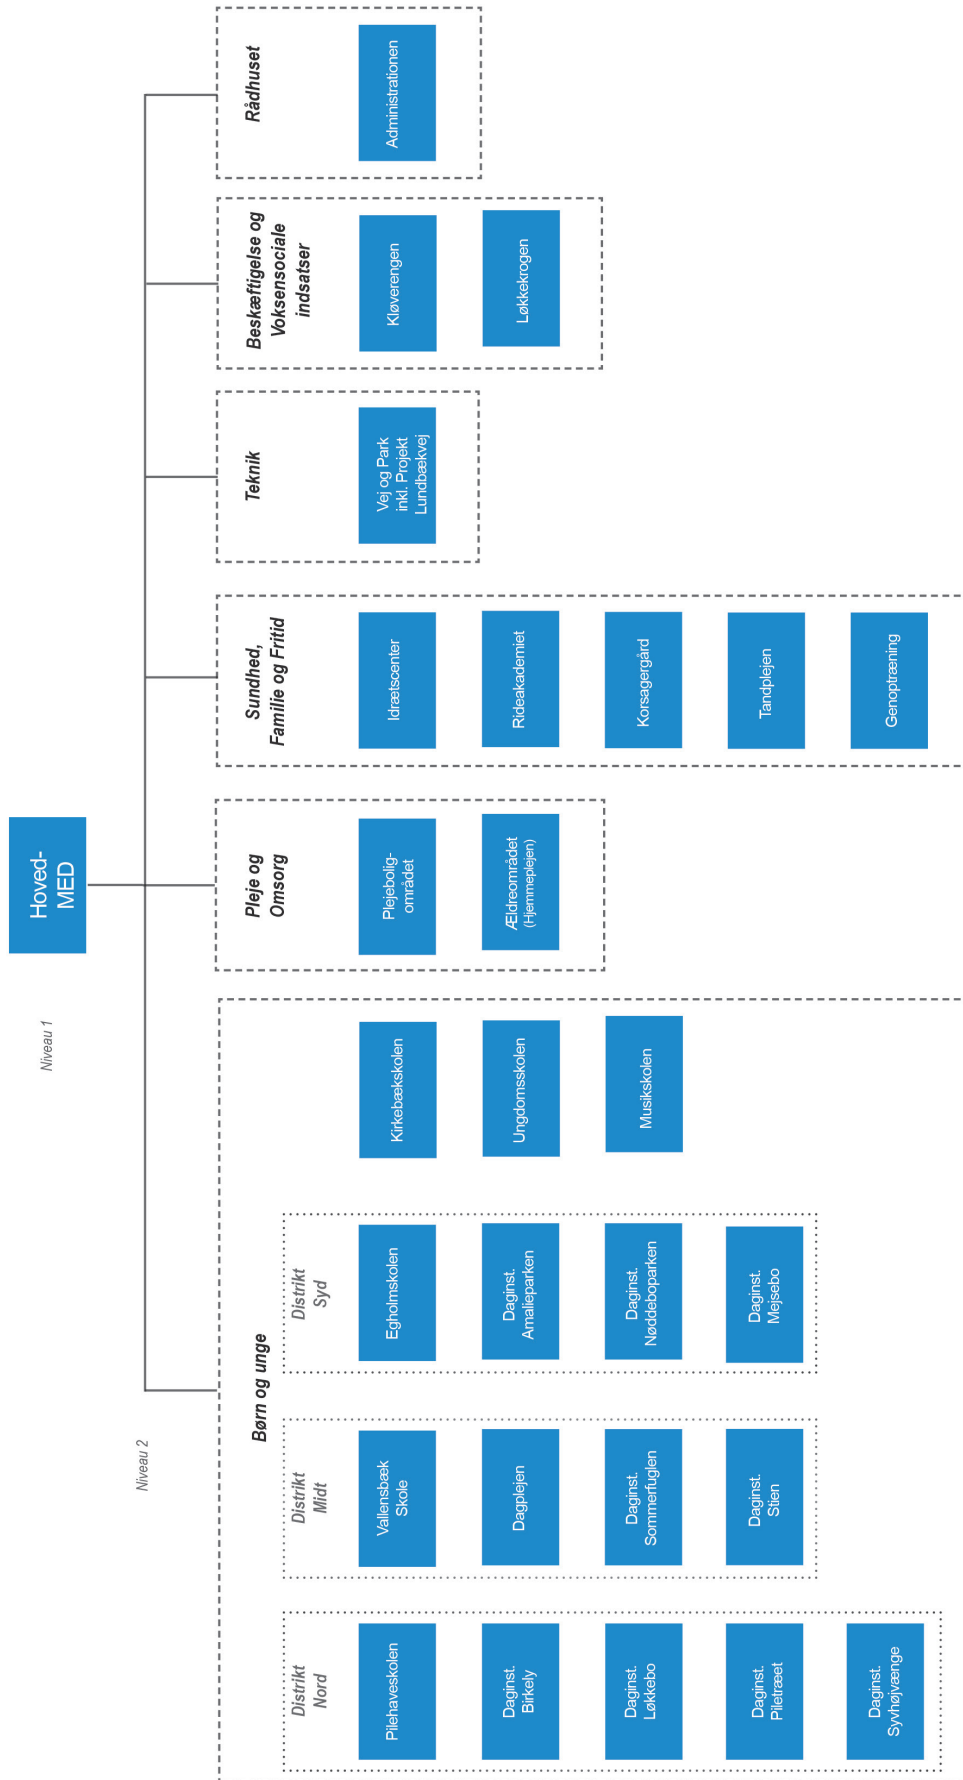 Hoved-
MED
Niveau 1
Niveau 2
Børn og unge
Distrikt
Nord
Pilehaveskolen
Daginst.
Birkely
Daginst.
Løkkebo
Daginst.
Piletræet
Daginst.
Syvhøjvænge
Distrikt
Midt
Vallensbæk
Skole
Dagplejen
Daginst.
Sommerfuglen
Daginst.
Stien
Distrikt
Syd
Egholmskolen
Daginst.
Amalieparken
Daginst.
Nøddeboparken
Daginst.
Mejsebo
Kirkebækskolen
Ungdomsskolen
Musikskolen
Pleje og
Omsorg
Plejebolig-
området
Ældreområdet
(Hjemmeplejen)
Sundhed,
Familie og Fritid
Idrætscenter
Rideakademiet
Korsagergård
Tandplejen
Genoptræning
Teknik
Vej og Park
inkl. Projekt
Lundbækvej
Beskæftigelse og
Voksensociale
indsatser
Kløverengen
Løkkekrogen
Rådhuset
Administrationen